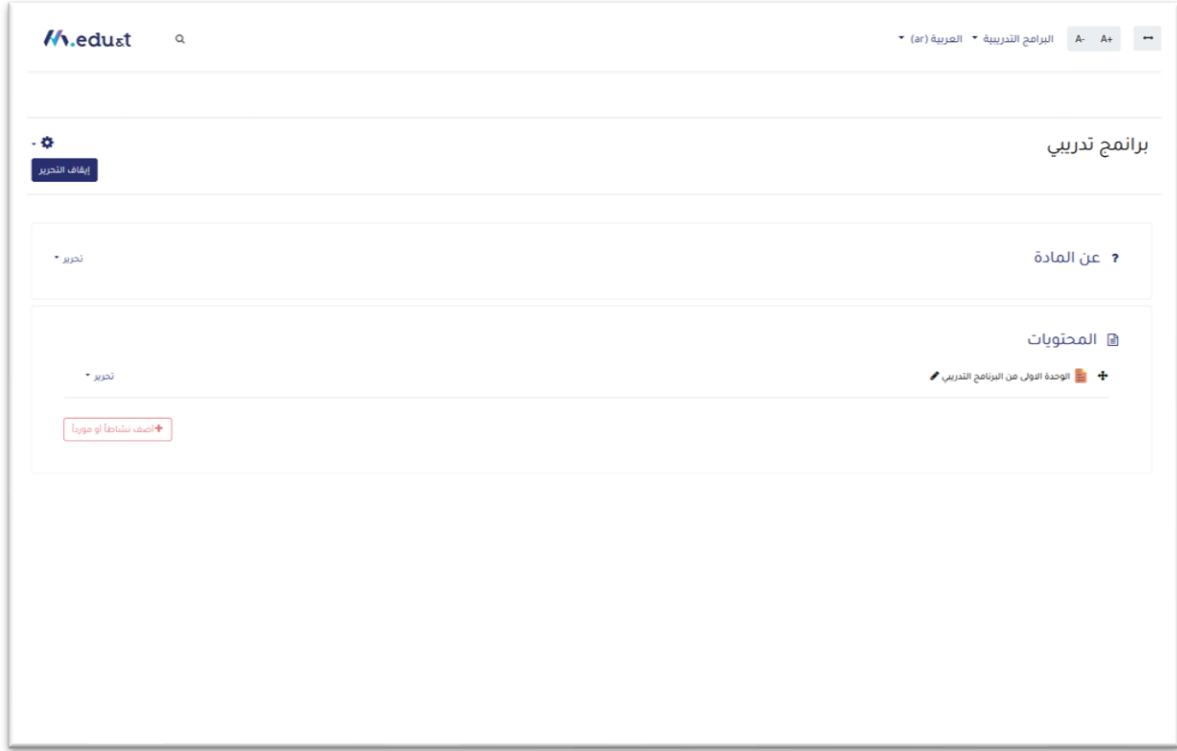 البرامج التدريبية العربية (ar) A- A+
M.edu&t
برانمج تدريبي
إيقاف التحرير
? عن المادة
تحرير
المحتويات
الوحدة الاولى من البرنامج التدريبي
تحرير
+اضف نشاطاً او مورداً